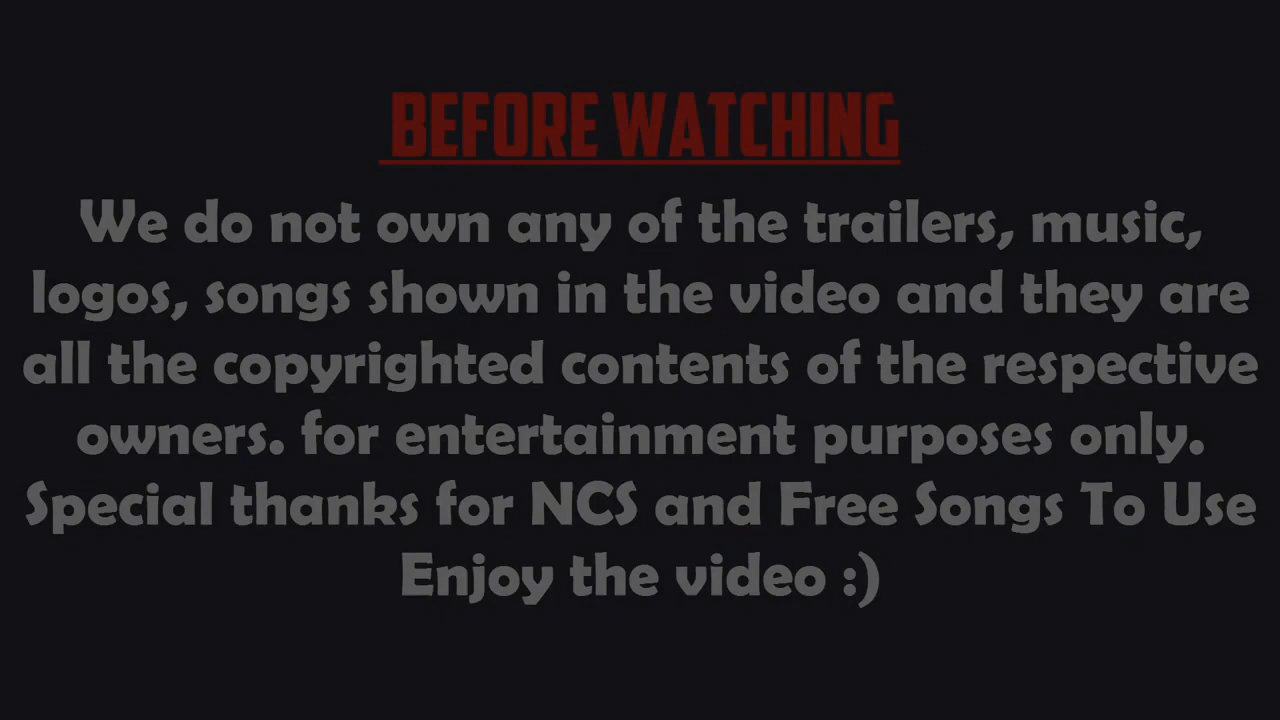 BEFORE WATCHING
We do not own any of the trailers, music,
logos, songs shown in the video and they are
all the copyrighted contents of the respective
owners. for entertainment purposes only.
Special thanks for NCS and Free Songs To Use
Enjoy the video :)